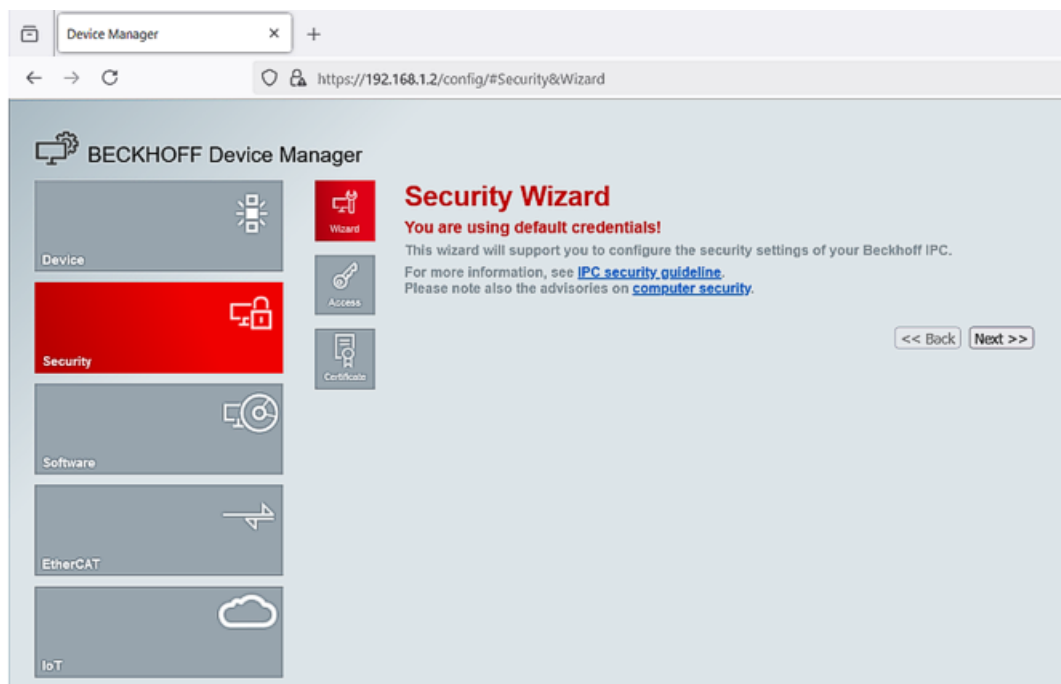 Device Manager
https://192.168.1.2/config/#Security&Wizard
BECKHOFF Device Manager
Device
Security
Software
EtherCAT
IoT
Wizard
Access
Certificate
Security Wizard
You are using default credentials!
This wizard will support you to configure the security settings of your Beckhoff IPC.
For more information, see IPC security guideline.
Please note also the advisories on computer security.
<< Back Next >>